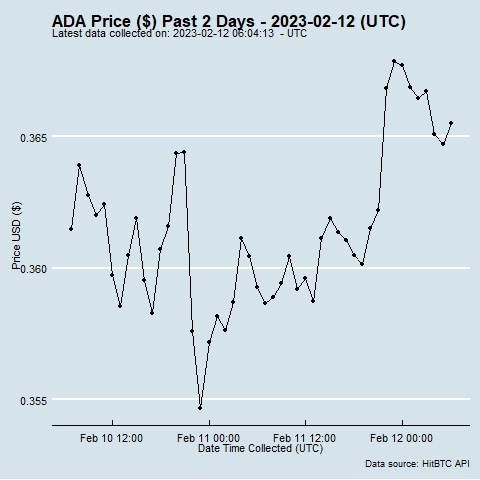 ADA Price ($) Past 2 Days - 2023-02-12 (UTC)
Latest data collected on: 2023-02-12 06:04:13  - UTC
Price USD ($)
0.365
0.360
0.355
Feb 10 12:00
Feb 11 00:00
Feb 11 12:00
Feb 12 00:00
Date Time Collected (UTC)
Data source: HitBTC API